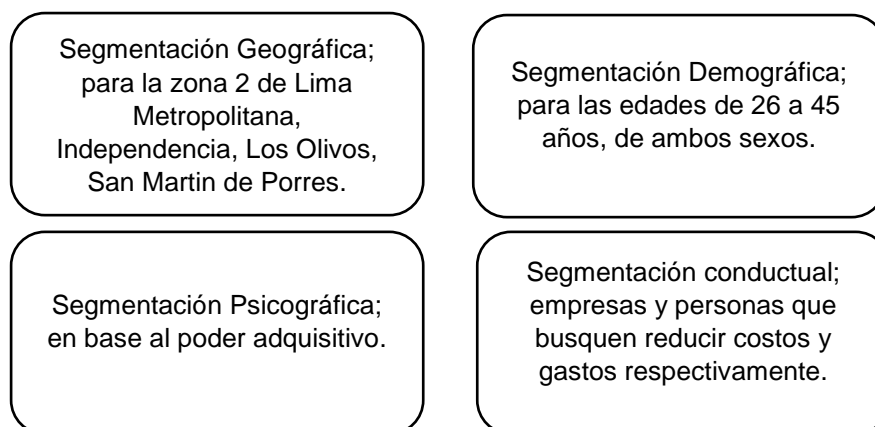 Segmentación Geográfica;
para la zona 2 de Lima
Metropolitana,
Independencia, Los Olivos,
San Martin de Porres.
Segmentación Demográfica;
para las edades de 26 a 45
años, de ambos sexos.
Segmentación Psicográfica;
en base al poder adquisitivo.
Segmentación conductual;
empresas y personas que
busquen reducir costos y
gastos respectivamente.